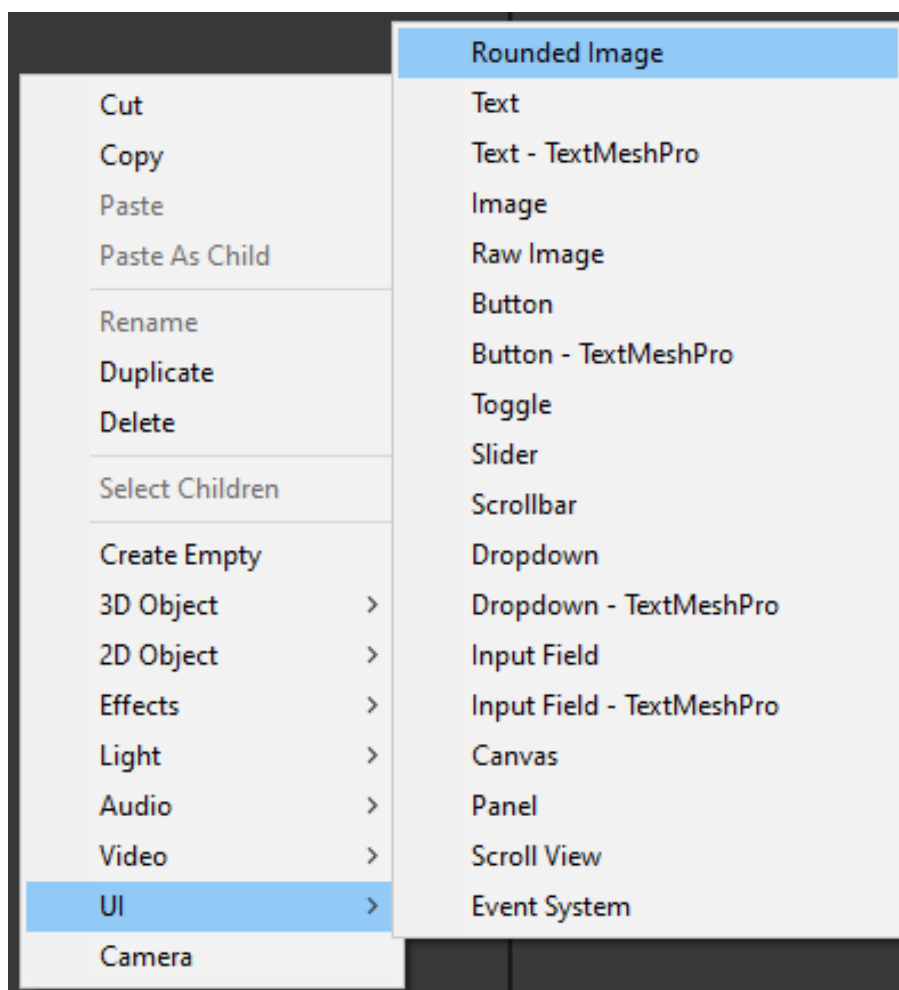 Cut
Copy
Paste
Paste As Child
Rename
Duplicate
Delete
Select Children
Create Empty
3D Object
2D Object
Effects
Light
Audio
Video
UI
Camera
Rounded Image
Text
Text - TextMeshPro
Image
Raw Image
Button
Button - TextMeshPro
Toggle
Slider
Scrollbar
Dropdown
Dropdown - TextMeshPro
Input Field
Input Field - TextMeshPro
Canvas
Panel
Scroll View
Event System